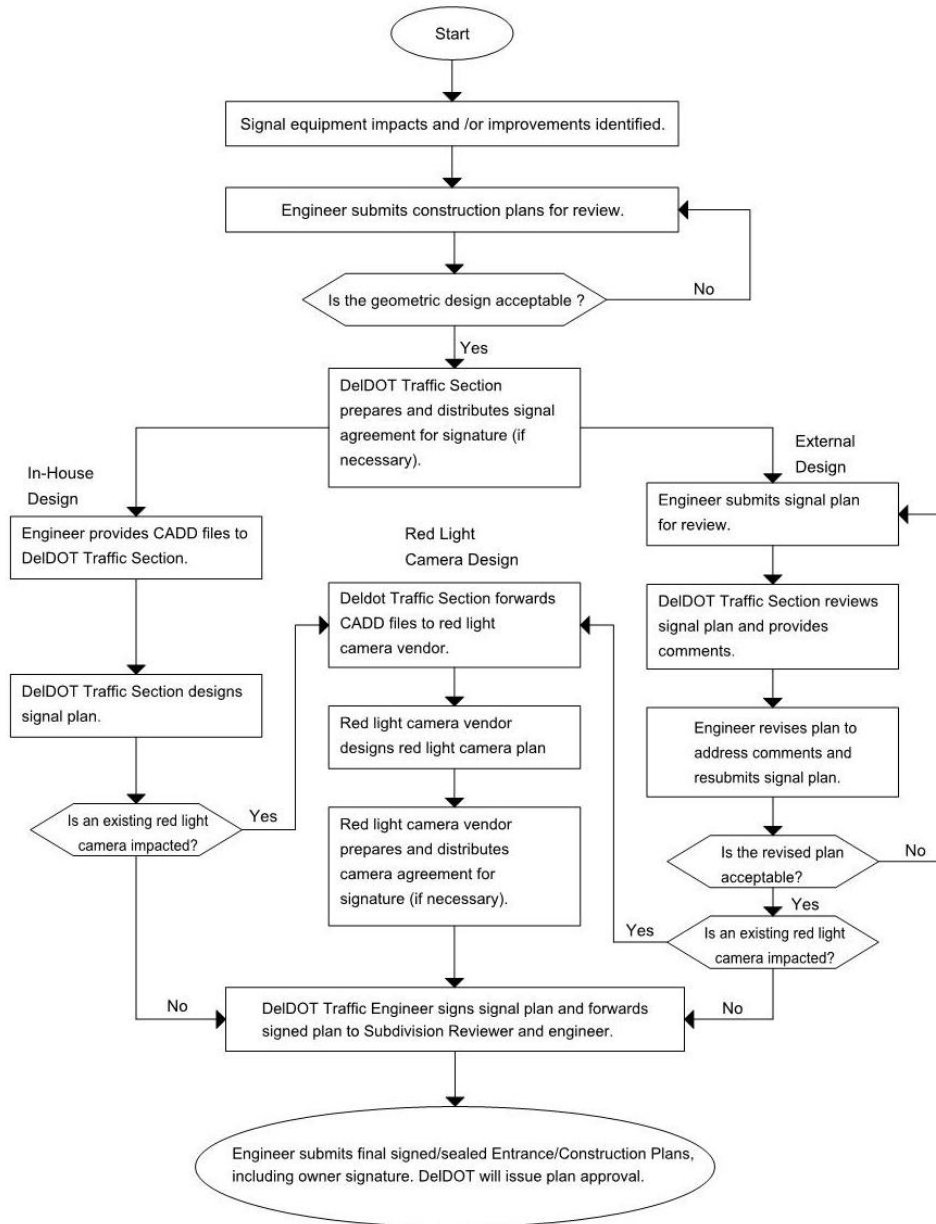 Start
Signal equipment impacts and /or improvements identified.
Engineer submits construction plans for review.
Is the geometric design acceptable ?
No
Yes
DelDOT Traffic Section
prepares and distributes signal
agreement for signature (if
necessary).
In-House
Design
External
Design
Engineer provides CADD files to
DelDOT Traffic Section.
DelDOT Traffic Section designs
signal plan.
Is an existing red light
camera impacted?
Yes
No
Red Light
Camera Design
Deldot Traffic Section forwards
CADD files to red light
camera vendor.
Red light camera vendor
designs red light camera plan
Red light camera vendor
prepares and distributes
camera agreement for
signature (if necessary).
Engineer submits signal plan
for review.
DelDOT Traffic Section reviews
signal plan and provides
comments.
Engineer revises plan to
address comments and
resubmits signal plan.
Is the revised plan
acceptable?
No
Yes
Is an existing red light
camera impacted?
Yes
No
DelDOT Traffic Engineer signs signal plan and forwards
signed plan to Subdivision Reviewer and engineer.
Engineer submits final signed/sealed Entrance/Construction Plans,
including owner signature. DelDOT will issue plan approval.